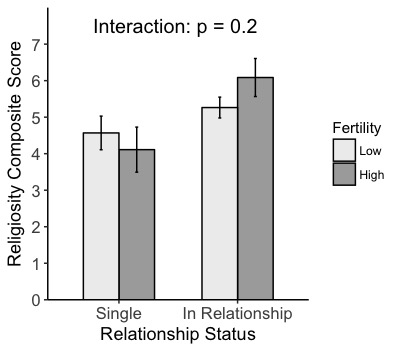 Interaction: p = 0.2
Religiosity Composite Score
7
6
5
4
3
2
1
0
Single
In Relationship
Relationship Status
Fertility
Low
High